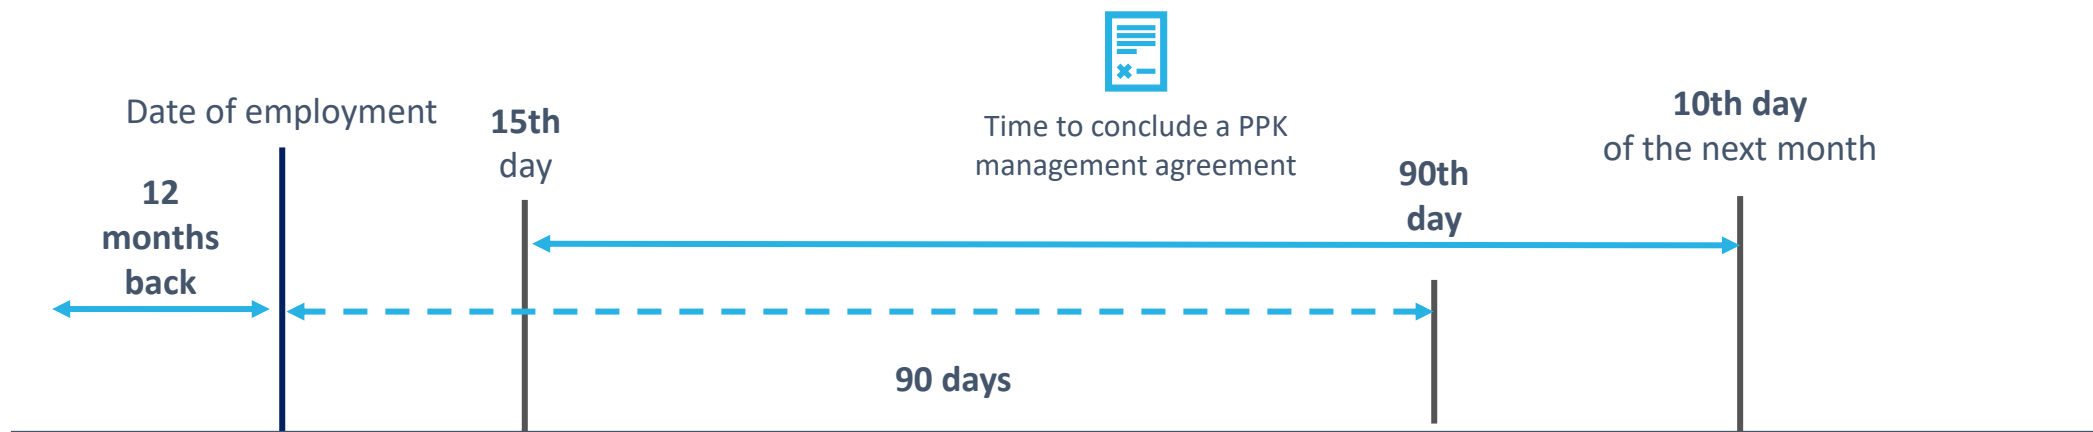 Date of employment
12
months
back
15th
day
Time to conclude a PPK
management agreement
90th
day
10th day
of the next month
90 days